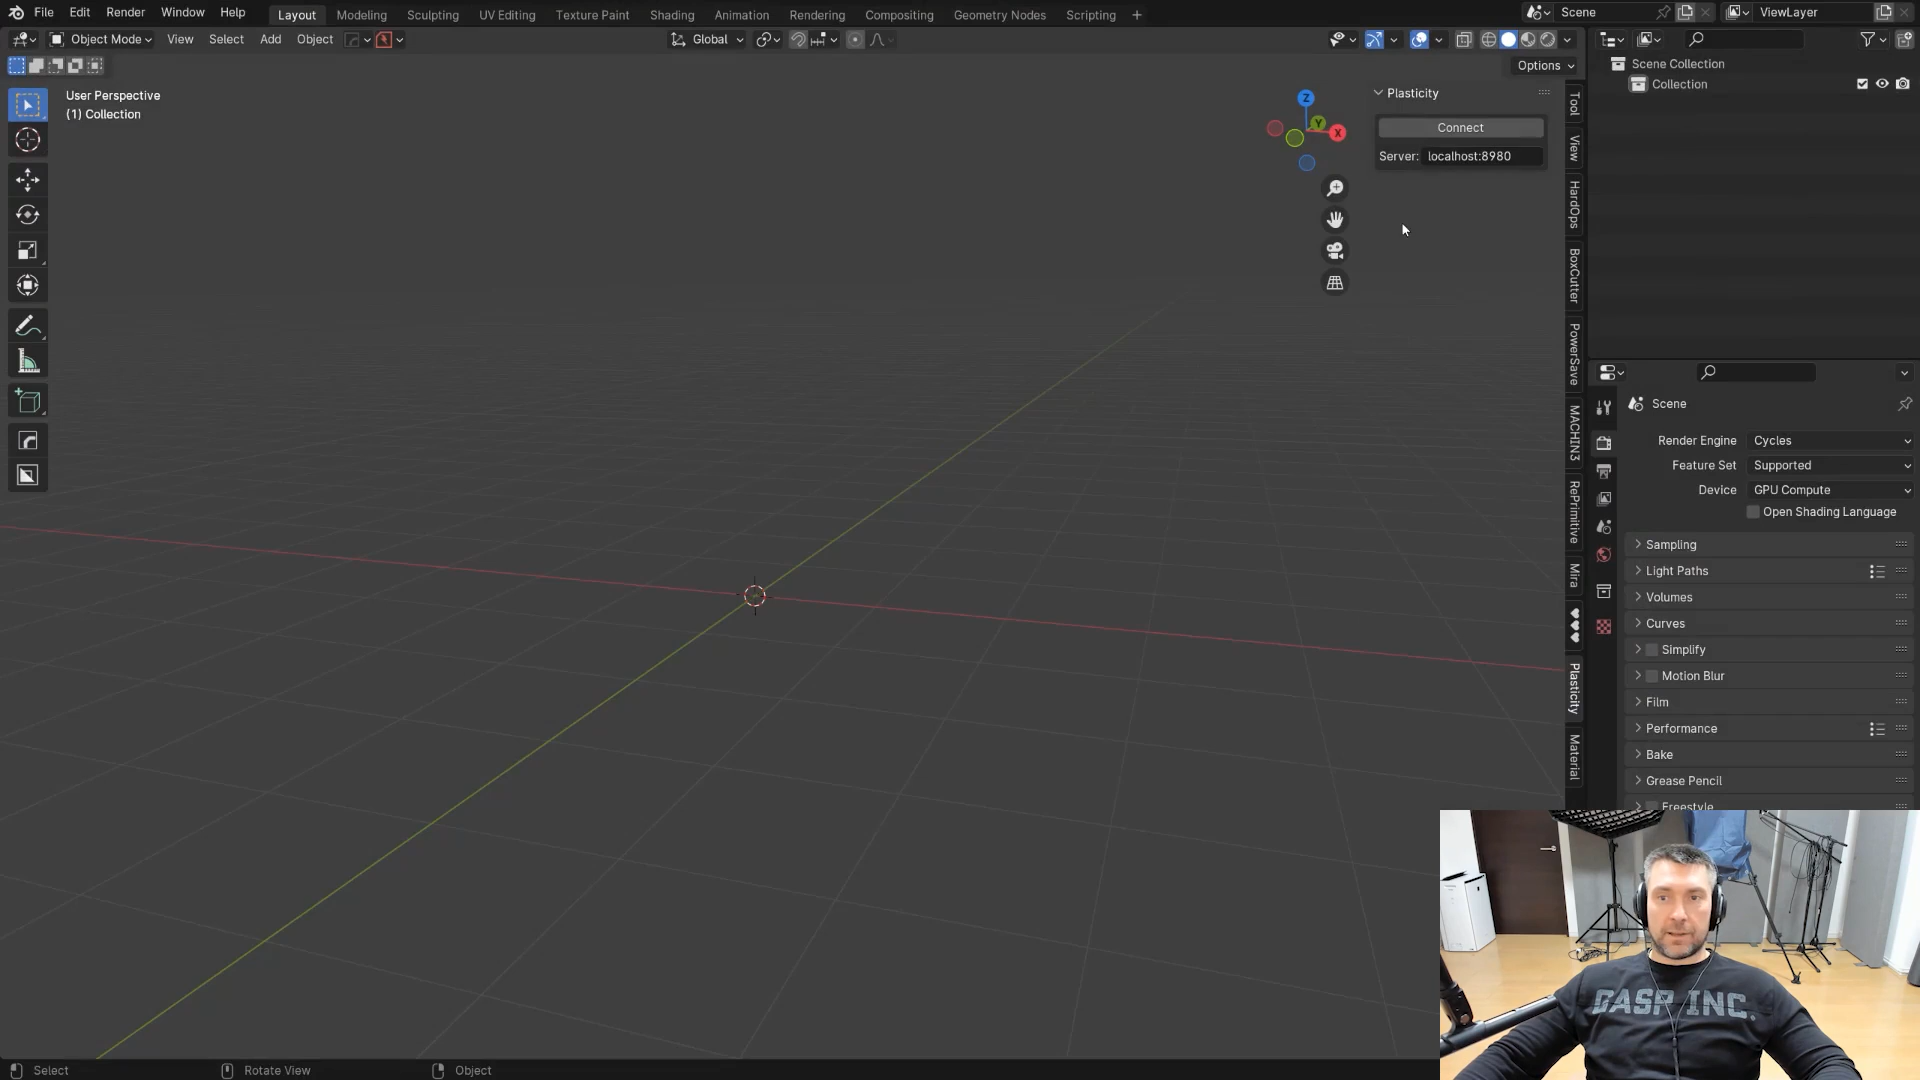 File Edit Render Window Help Layout Modeling Sculpting UV Editing Texture Paint Shading Animation Rendering Compositing Geometry Nodes Scripting + Scene ViewLayer
Object Mode View Select Add Object Global
Options
User Perspective
(1) Collection
Z
Y
X
Plasticity
Connect
Server: localhost:8980
Tool
View
HardOps
BoxCutter
PowerSave
MACHIN3
RePrimitive
Mira
Plasticity
Material
Scene Collection
Collection
Scene
Render Engine Cycles
Feature Set Supported
Device GPU Compute
Open Shading Language
Sampling
Light Paths
Volumes
Curves
Simplify
Motion Blur
Film
Performance
Bake
Grease Pencil
Freestyle
GASP INC.
Select Rotate View Object